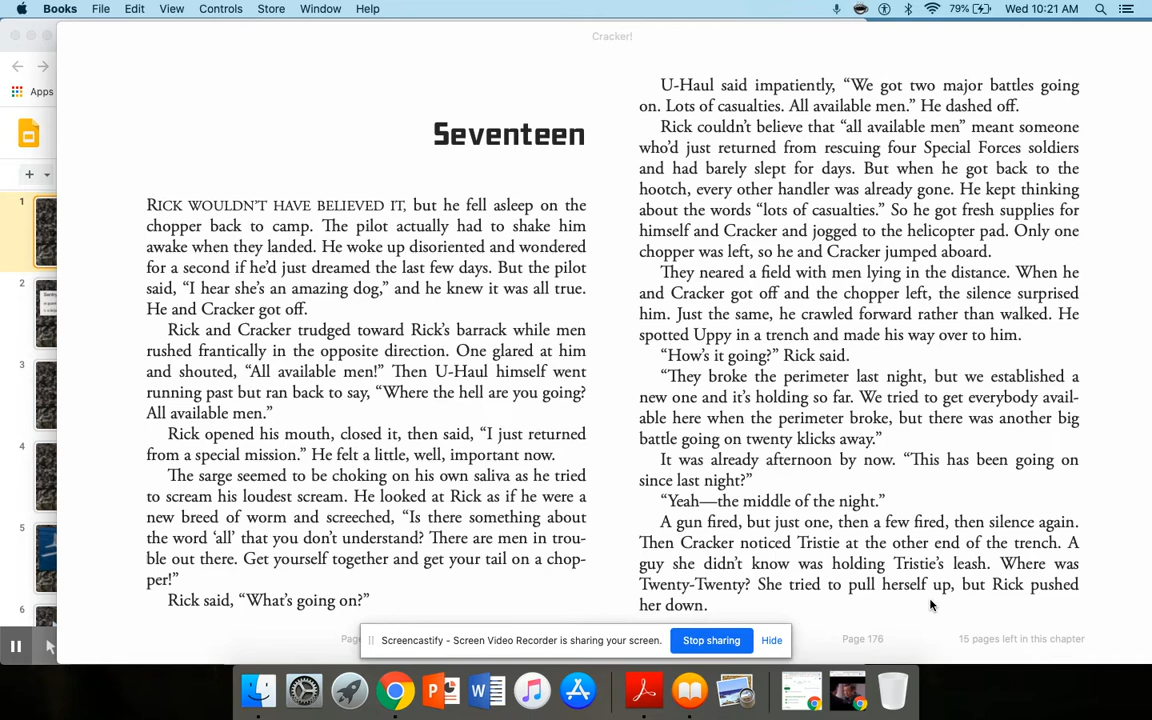 Books File Edit View Controls Store Window Help 79% Wed 10:21 AM
Cracker!
Apps
1
2
3
4
5
6
Seventeen
RICK WOULDN'T HAVE BELIEVED IT, but he fell asleep on the
chopper back to camp. The pilot actually had to shake him
awake when they landed. He woke up disoriented and wondered
for a second if he'd just dreamed the last few days. But the pilot
said, “I hear she's an amazing dog,” and he knew it was all true.
He and Cracker got off.
Rick and Cracker trudged toward Rick's barrack while men
rushed frantically in the opposite direction. One glared at him
and shouted, “All available men!” Then U-Haul himself went
running past but ran back to say, “Where the hell are you going?
All available men.”
Rick opened his mouth, closed it, then said, “I just returned
from a special mission.” He felt a little, well, important now.
The sarge seemed to be choking on his own saliva as he tried
to scream his loudest scream. He looked at Rick as if he were a
new breed of worm and screeched, “Is there something about
the word ‘all’ that you don't understand? There are men in trou-
ble out there. Get yourself together and get your tail on a chop-
per!”
Rick said, “What's going on?”
U-Haul said impatiently, “We got two major battles going
on. Lots of casualties. All available men.” He dashed off.
Rick couldn't believe that “all available men” meant someone
who'd just returned from rescuing four Special Forces soldiers
and had barely slept for days. But when he got back to the
hootch, every other handler was already gone. He kept thinking
about the words “lots of casualties.” So he got fresh supplies for
himself and Cracker and jogged to the helicopter pad. Only one
chopper was left, so he and Cracker jumped aboard.
They neared a field with men lying in the distance. When he
and Cracker got off and the chopper left, the silence surprised
him. Just the same, he crawled forward rather than walked. He
spotted Uppy in a trench and made his way over to him.
“How's it going?” Rick said.
“They broke the perimeter last night, but we established a
new one and it's holding so far. We tried to get everybody avail-
able here when the perimeter broke, but there was another big
battle going on twenty klicks away.”
It was already afternoon by now. “This has been going on
since last night?”
“Yeah—the middle of the night.”
A gun fired, but just one, then a few fired, then silence again.
Then Cracker noticed Tristie at the other end of the trench. A
guy she didn't know was holding Tristie's leash. Where was
Twenty-Twenty? She tried to pull herself up, but Rick pushed
her down.
Page 176 15 pages left in this chapter
Screencastify - Screen Video Recorder is sharing your screen. Stop sharing Hide